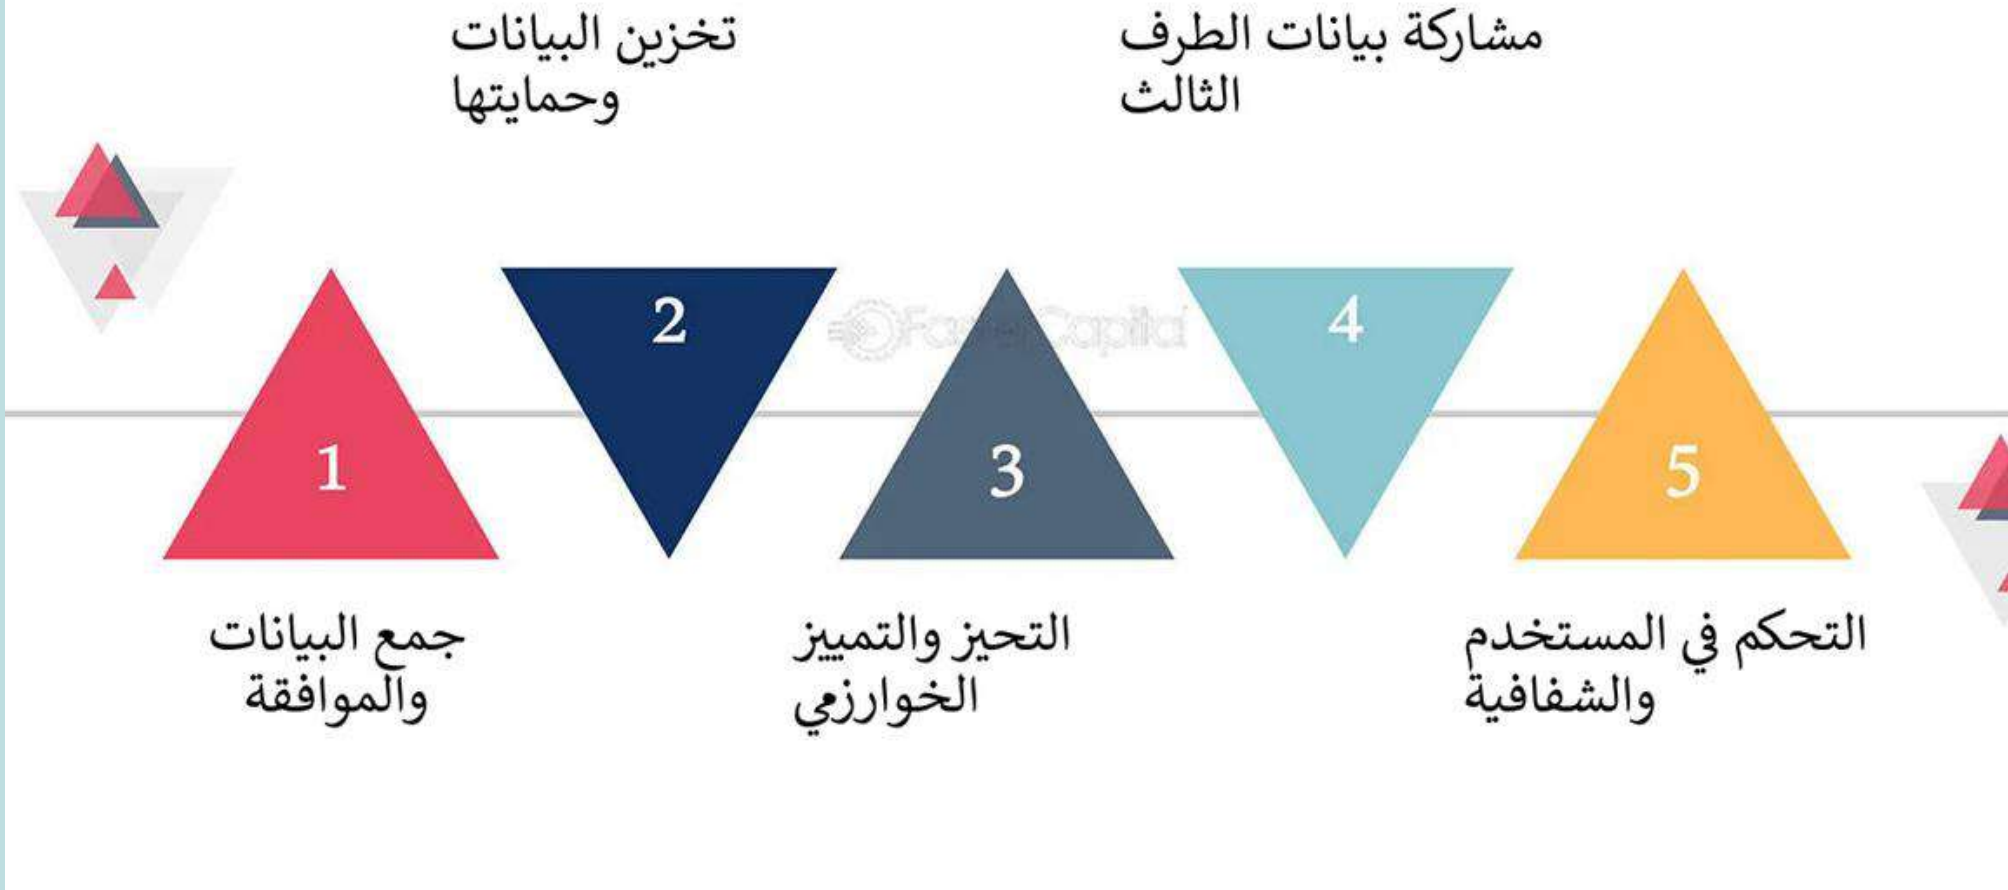 تخزين البيانات
وحمايتها
مشاركة بيانات الطرف
الثالث
1
2
3
4
5
FasterCapital
جمع البيانات
والموافقة
التحيز والتمييز
الخوارزمي
التحكم في المستخدم
والشفافية